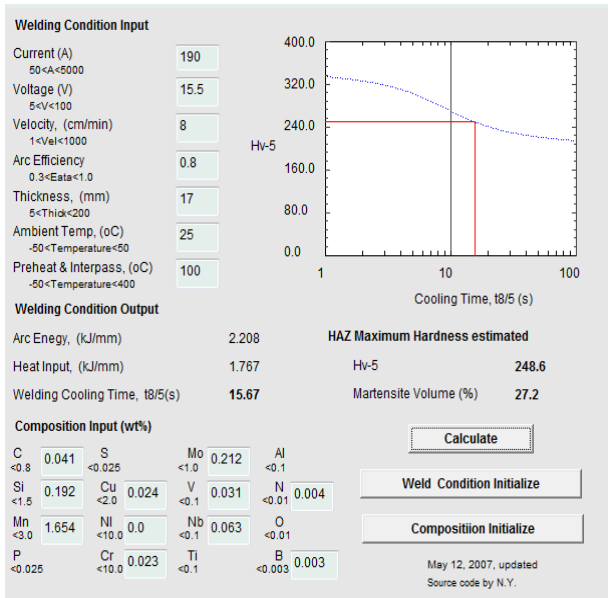 Welding Condition Input
Current (A) 190
50<A<5000
Voltage (V) 15.5
5<V<100
Velocity, (cm/min) 8
1<Vel<1000
Arc Efficiency 0.8
0.3<Eata<1.0
Thickness, (mm) 17
5<Thick<200
Ambient Temp, (oC) 25
-50<Temperature<50
Preheat & Interpass, (oC) 100
-50<Temperature<400
400.0
320.0
240.0
Hv-5
160.0
80.0
0.0
1 10 100
Cooling Time, t8/5 (s)
Welding Condition Output
Arc Enegy, (kJ/mm) 2.208
Heat Input, (kJ/mm) 1.767
Welding Cooling Time, t8/5(s) 15.67
HAZ Maximum Hardness estimated
Hv-5 248.6
Martensite Volume (%) 27.2
Composition Input (wt%)
C 0.041 S Mo 0.212 Al
<0.8 <0.025 <1.0 <0.1
Si 0.192 Cu 0.024 V 0.031 N 0.004
<1.5 <2.0 <0.1 <0.01
Mn 1.654 NI 0.0 Nb 0.063 O
<3.0 <10.0 <0.1 <0.01
P Cr 0.023 Ti B 0.003
<0.025 <10.0 <0.1 <0.003
Calculate
Weld Condition Initialize
Compositiion Initialize
May 12, 2007, updated
Source code by N.Y.